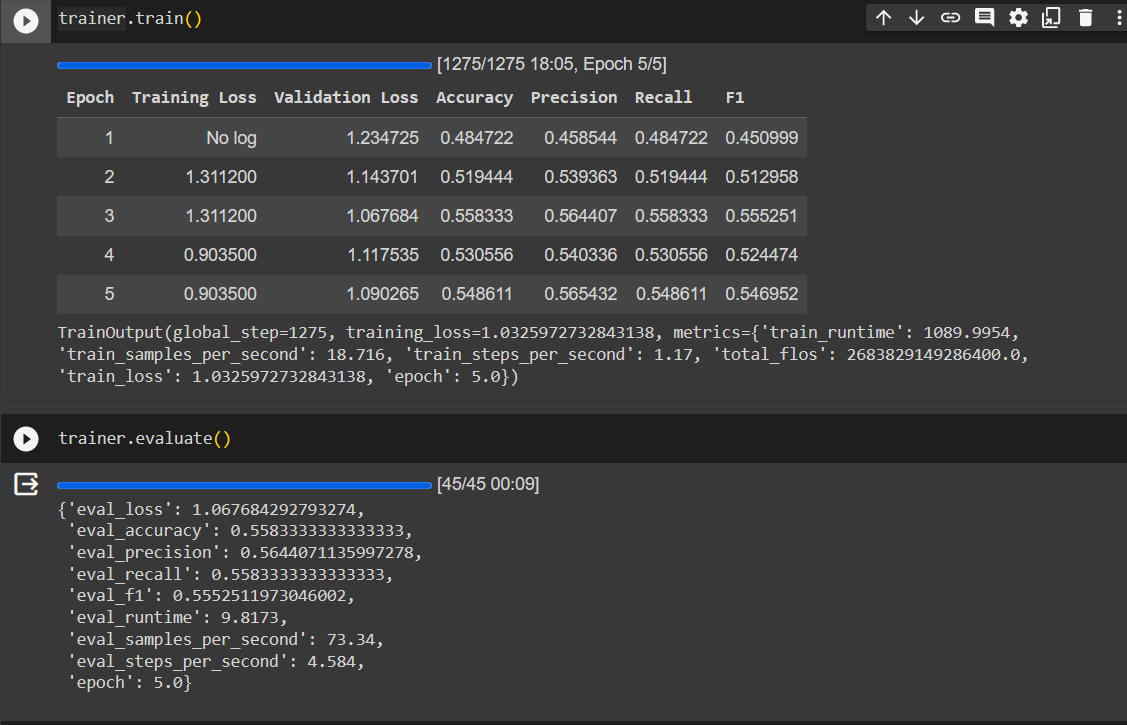 trainer.train()
[1275/1275 18:05, Epoch 5/5]
Epoch Training Loss Validation Loss Accuracy Precision Recall F1
1 No log 1.234725 0.484722 0.458544 0.484722 0.450999
2 1.311200 1.143701 0.519444 0.539363 0.519444 0.512958
3 1.311200 1.067684 0.558333 0.564407 0.558333 0.555251
4 0.903500 1.117535 0.530556 0.540336 0.530556 0.524474
5 0.903500 1.090265 0.548611 0.565432 0.548611 0.546952
TrainOutput(global_step=1275, training_loss=1.0325972732843138, metrics={'train_runtime': 1089.9954,
'train_samples_per_second': 18.716, 'train_steps_per_second': 1.17, 'total_flos': 2683829149286400.0,
'train_loss': 1.0325972732843138, 'epoch': 5.0})
trainer.evaluate()
[45/45 00:09]
{'eval_loss': 1.067684292793274,
'eval_accuracy': 0.5583333333333333,
'eval_precision': 0.5644071135997278,
'eval_recall': 0.5583333333333333,
'eval_f1': 0.5552511973046002,
'eval_runtime': 9.8173,
'eval_samples_per_second': 73.34,
'eval_steps_per_second': 4.584,
'epoch': 5.0}